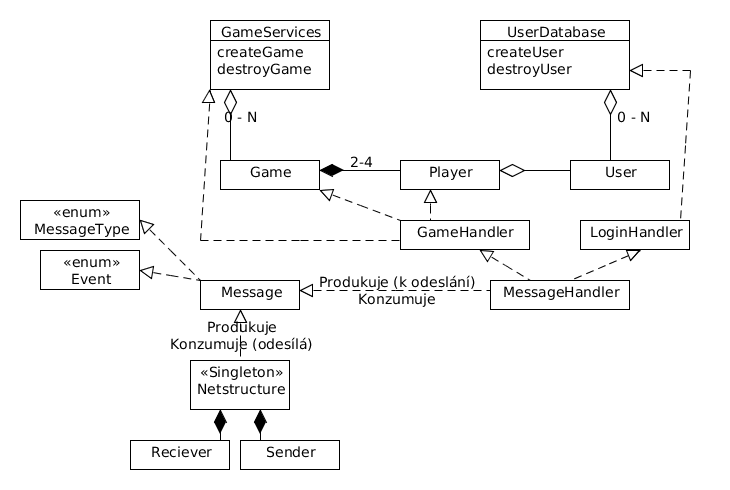 GameServices
createGame
destroyGame
UserDatabase
createUser
destroyUser
0 - N
0 - N
Game
2-4
Player
User
«enum»
MessageType
GameHandler
LoginHandler
«enum»
Event
Message
Produkuje (k odeslání)
Konzumuje
MessageHandler
Produkuje
Konzumuje (odesílá)
«Singleton»
Netstructure
Reciever
Sender